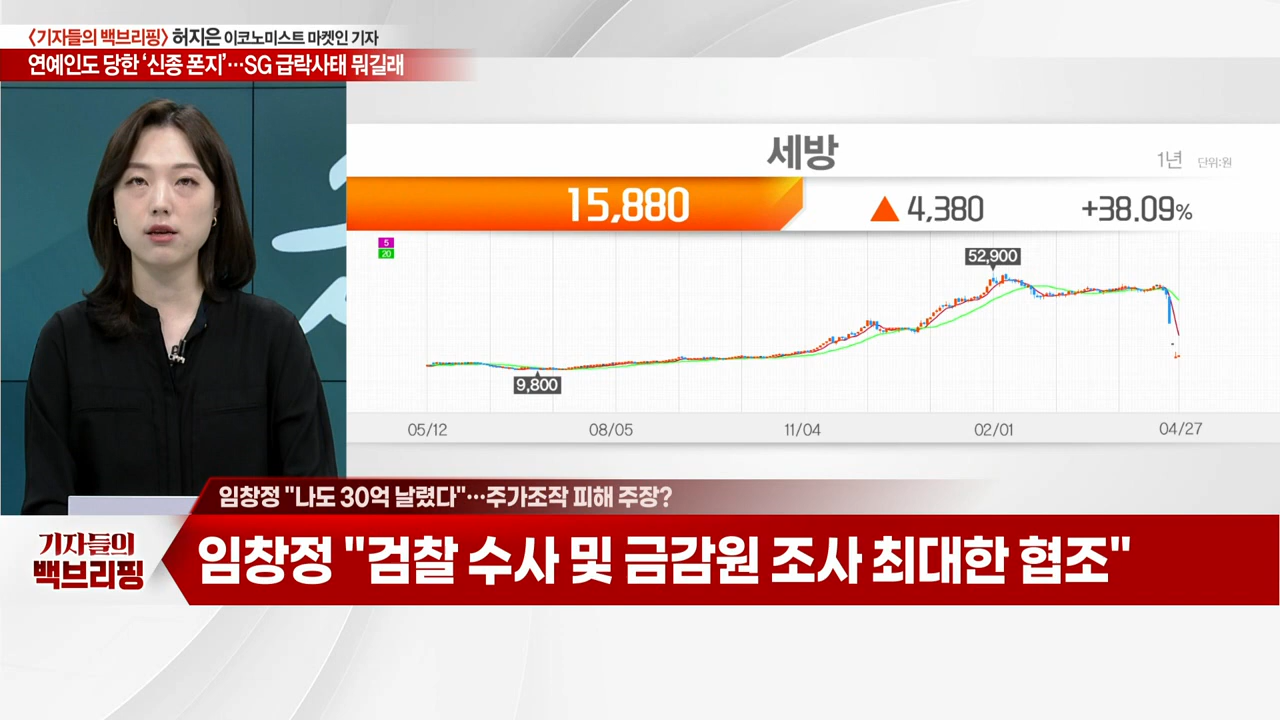 <기자들의 백브리핑> 허지은 이코노미스트 마켓인 기자
연예인도 당한 '신종 폰지'…SG 급락사태 뭐길래
세방
1년 단위:원
15,880 ▲ 4,380 +38.09%
5
20
52,900
9,800
05/12 08/05 11/04 02/01 04/27
임창정 "나도 30억 날렸다"…주가조작 피해 주장?
기자들의
백브리핑
임창정 "검찰 수사 및 금감원 조사 최대한 협조"